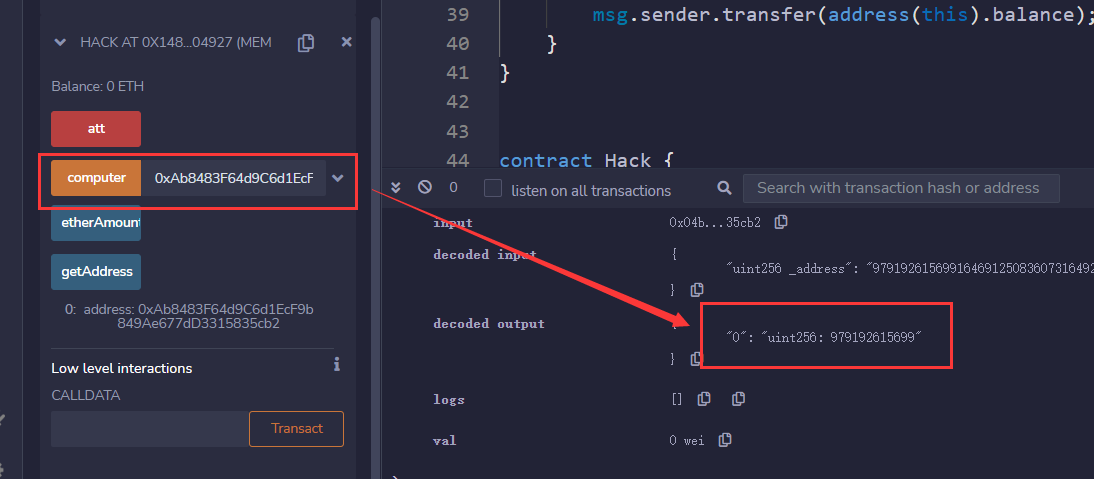 HACK AT 0X148...04927 (MEM
Balance: 0 ETH
att
computer 0xAb8483F64d9C6d1EcF
etherAmount
getAddress
0: address: 0xAb8483F64d9C6d1EcF9b
849Ae677dD3315835cb2
Low level interactions
CALLDATA
Transact
39 msg.sender.transfer(address(this).balance);
40 }
41 }
42
43
44 contract Hack {
0 listen on all transactions Search with transaction hash or address
input 0x04b...35cb2
decoded input {
"uint256 _address": "97919261569916469125083607316492
}
decoded output {
"0": "uint256: 979192615699"
}
logs []
val 0 wei